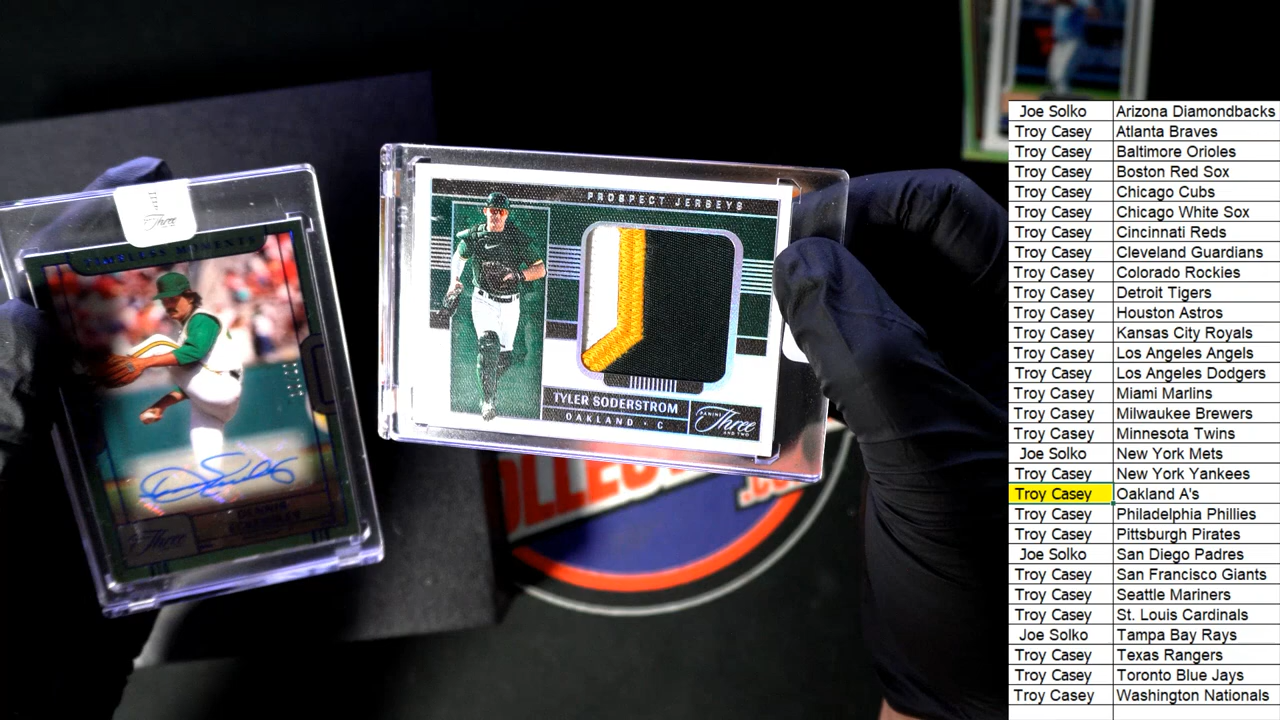 TIMELESS MOMENTS
Three
PROSPECT JERSEYS
TYLER SODERSTROM
OAKLAND • C
PANINI
Three
AND TWO
Three
Joe Solko Arizona Diamondbacks
Troy Casey Atlanta Braves
Troy Casey Baltimore Orioles
Troy Casey Boston Red Sox
Troy Casey Chicago Cubs
Troy Casey Chicago White Sox
Troy Casey Cincinnati Reds
Troy Casey Cleveland Guardians
Troy Casey Colorado Rockies
Troy Casey Detroit Tigers
Troy Casey Houston Astros
Troy Casey Kansas City Royals
Troy Casey Los Angeles Angels
Troy Casey Los Angeles Dodgers
Troy Casey Miami Marlins
Troy Casey Milwaukee Brewers
Troy Casey Minnesota Twins
Joe Solko New York Mets
Troy Casey New York Yankees
Troy Casey Oakland A's
Troy Casey Philadelphia Phillies
Troy Casey Pittsburgh Pirates
Joe Solko San Diego Padres
Troy Casey San Francisco Giants
Troy Casey Seattle Mariners
Troy Casey St. Louis Cardinals
Joe Solko Tampa Bay Rays
Troy Casey Texas Rangers
Troy Casey Toronto Blue Jays
Troy Casey Washington Nationals